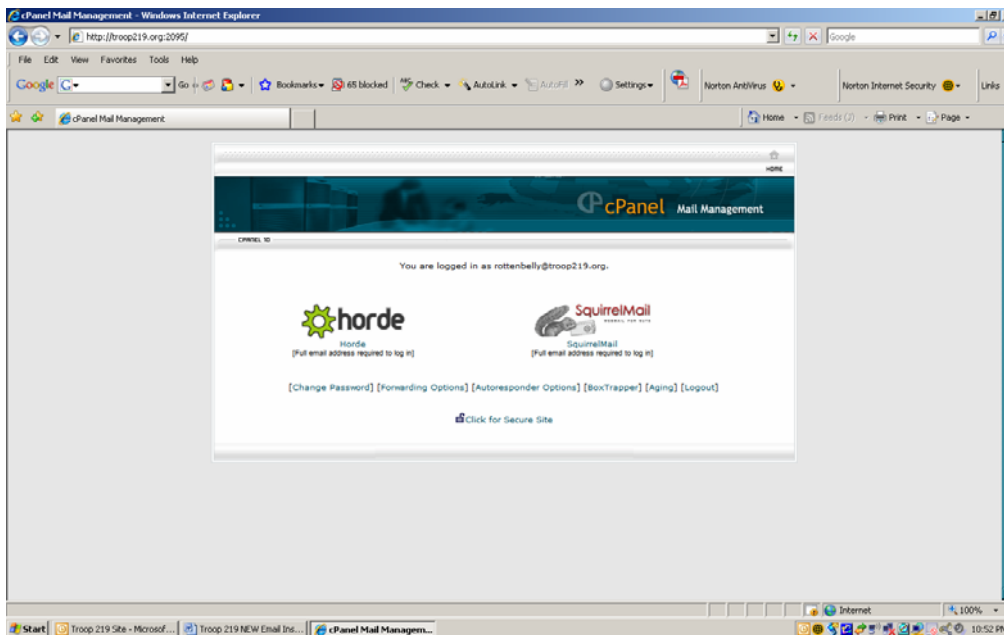 cPanel Mail Management - Windows Internet Explorer
http://troop219.org:2095/
Google
File Edit View Favorites Tools Help
Google G Go Bookmarks 65 blocked Check AutoLink AutoFill >> Settings Norton AntiVirus Norton Internet Security Links
cPanel Mail Management
Home Feeds (J) Print Page
HOME
cPanel Mail Management
CPANEL 10
You are logged in as rottenbelly@troop219.org.
horde
SquirrelMail
Horde
SquirrelMail
[Full email address required to log in]
[Full email address required to log in]
[Change Password] [Forwarding Options] [Autoresponder Options] [BoxTrapper] [Aging] [Logout]
Click for Secure Site
Internet 100%
Start Troop 219 Site - Microsof... Troop 219 NEW Email Ins... cPanel Mail Managem... 10:52 PM